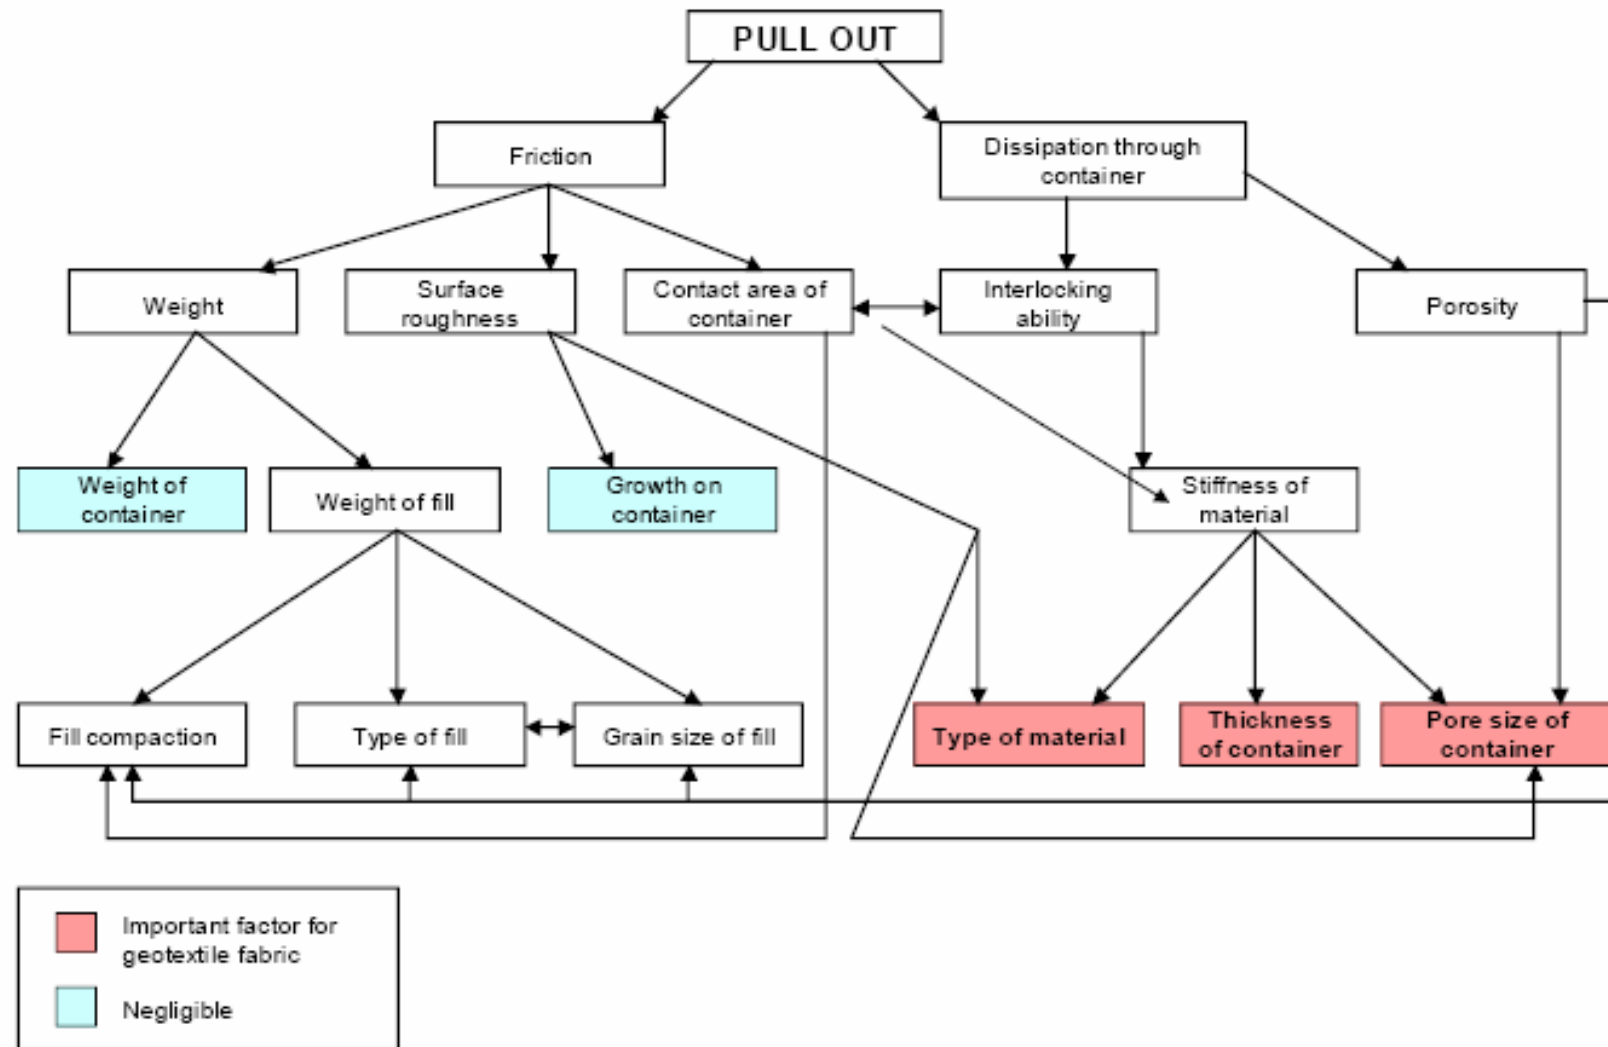 PULL OUT
Friction
Dissipation through
container
Weight
Surface
roughness
Contact area of
container
Interlocking
ability
Porosity
Weight of
container
Weight of fill
Growth on
container
Stiffness of
material
Fill compaction
Type of fill
Grain size of fill
Type of material
Thickness
of container
Pore size of
container
Important factor for
geotextile fabric
Negligible